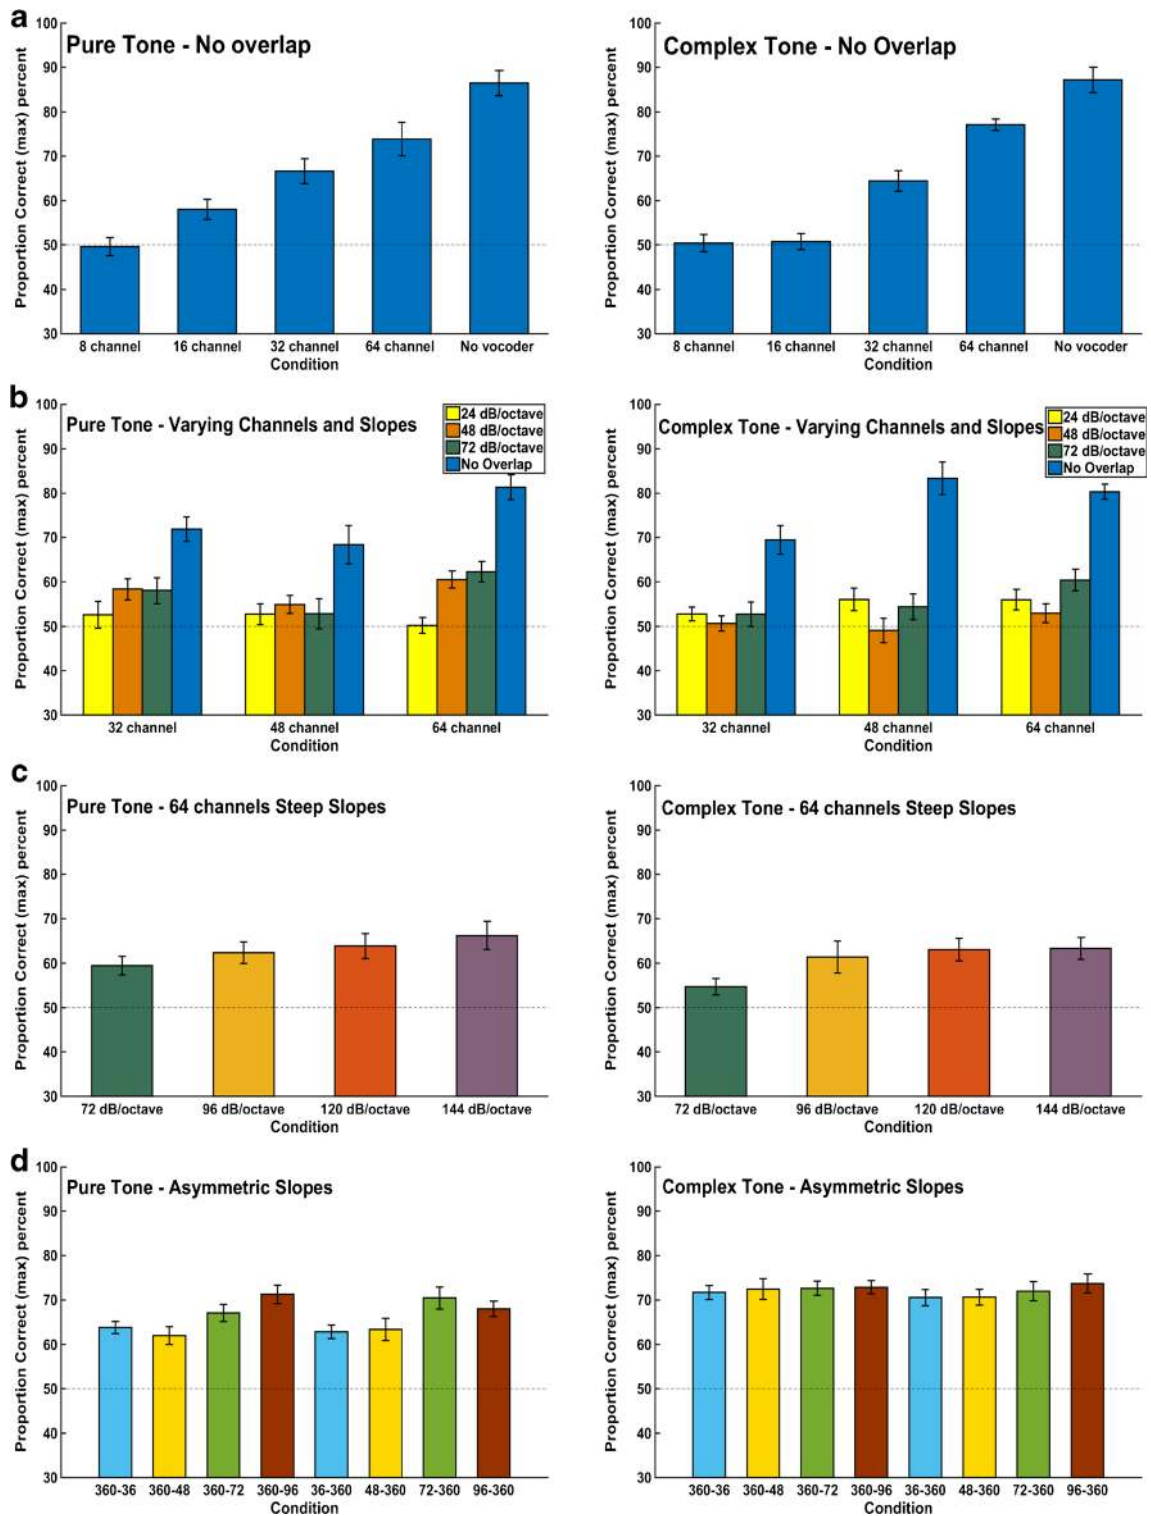 a
Pure Tone - No overlap
Proportion Correct (max) percent
100
90
80
70
60
50
40
30
8 channel 16 channel 32 channel 64 channel No vocoder
Condition
Complex Tone - No Overlap
Proportion Correct (max) percent
100
90
80
70
60
50
40
30
8 channel 16 channel 32 channel 64 channel No vocoder
Condition
b
Pure Tone - Varying Channels and Slopes
24 dB/octave
48 dB/octave
72 dB/octave
No Overlap
Proportion Correct (max) percent
100
90
80
70
60
50
40
30
32 channel 48 channel 64 channel
Condition
Complex Tone - Varying Channels and Slopes
24 dB/octave
48 dB/octave
72 dB/octave
No Overlap
Proportion Correct (max) percent
100
90
80
70
60
50
40
30
32 channel 48 channel 64 channel
Condition
c
Pure Tone - 64 channels Steep Slopes
Proportion Correct (max) percent
100
90
80
70
60
50
40
30
72 dB/octave 96 dB/octave 120 dB/octave 144 dB/octave
Condition
Complex Tone - 64 channels Steep Slopes
Proportion Correct (max) percent
100
90
80
70
60
50
40
30
72 dB/octave 96 dB/octave 120 dB/octave 144 dB/octave
Condition
d
Pure Tone - Asymmetric Slopes
Proportion Correct (max) percent
100
90
80
70
60
50
40
30
360-36 360-48 360-72 360-96 36-360 48-360 72-360 96-360
Condition
Complex Tone - Asymmetric Slopes
Proportion Correct (max) percent
100
90
80
70
60
50
40
30
360-36 360-48 360-72 360-96 36-360 48-360 72-360 96-360
Condition